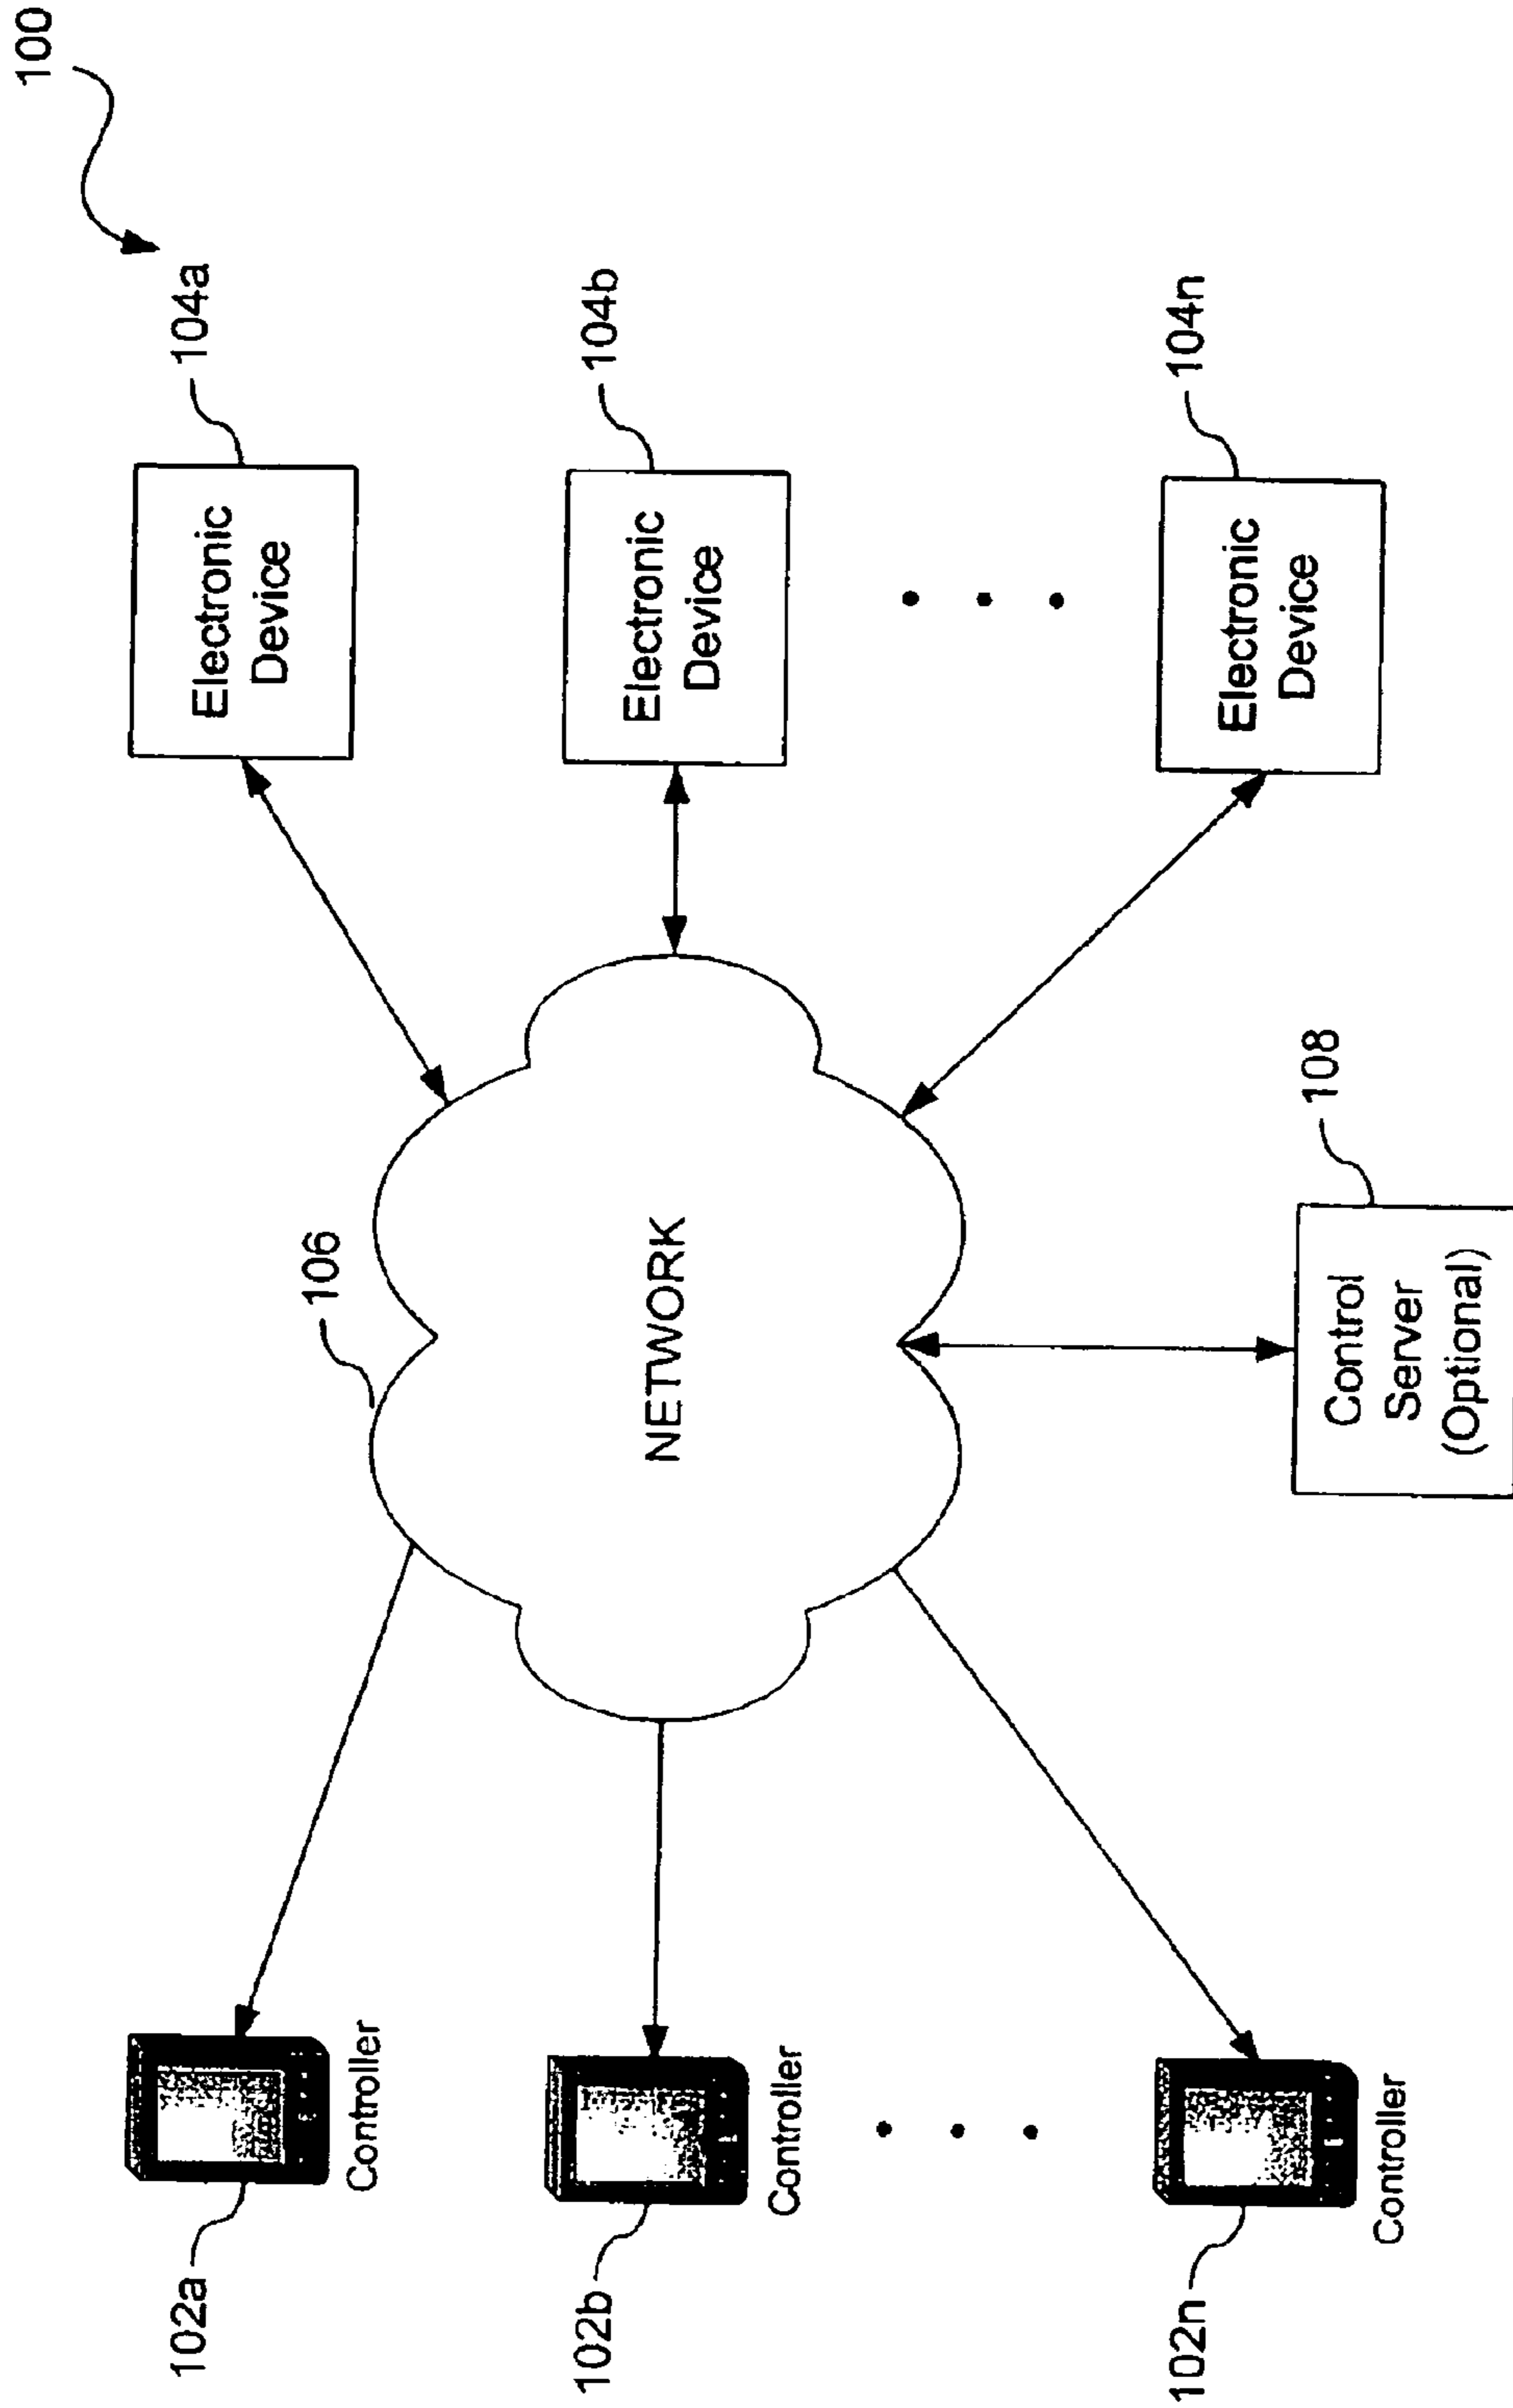 100
102a
Controller
106
Electronic
Device
104a
102b
Controller
NETWORK
Electronic
Device
104b
102n
Controller
Control
Server
(Optional)
108
Electronic
Device
104n